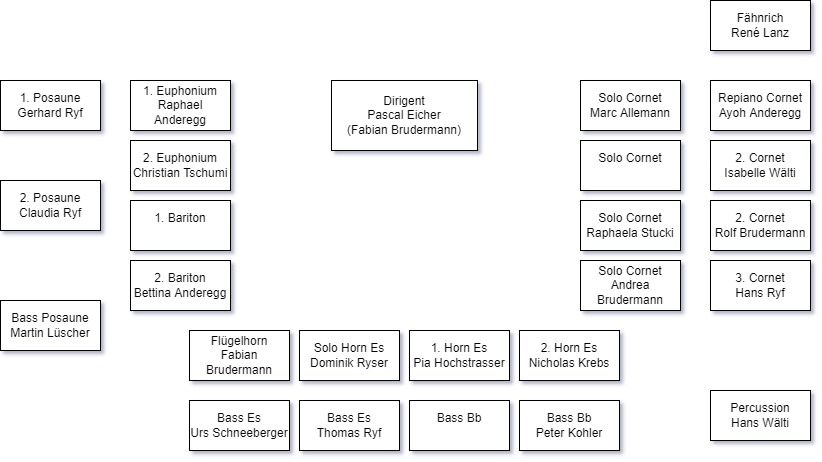 Fähnrich
René Lanz
1. Posaune
Gerhard Ryf
1. Euphonium
Raphael
Anderegg
Dirigent
Pascal Eicher
(Fabian Brudermann)
Solo Cornet
Marc Allemann
Repiano Cornet
Ayoh Anderegg
2. Euphonium
Christian Tschumi
Solo Cornet
2. Cornet
Isabelle Wälti
2. Posaune
Claudia Ryf
1. Bariton
Solo Cornet
Raphaela Stucki
2. Cornet
Rolf Brudermann
2. Bariton
Bettina Anderegg
Solo Cornet
Andrea
Brudermann
3. Cornet
Hans Ryf
Bass Posaune
Martin Lüscher
Flügelhorn
Fabian
Brudermann
Solo Horn Es
Dominik Ryser
1. Horn Es
Pia Hochstrasser
2. Horn Es
Nicholas Krebs
Bass Es
Urs Schneeberger
Bass Es
Thomas Ryf
Bass Bb
Bass Bb
Peter Kohler
Percussion
Hans Wälti